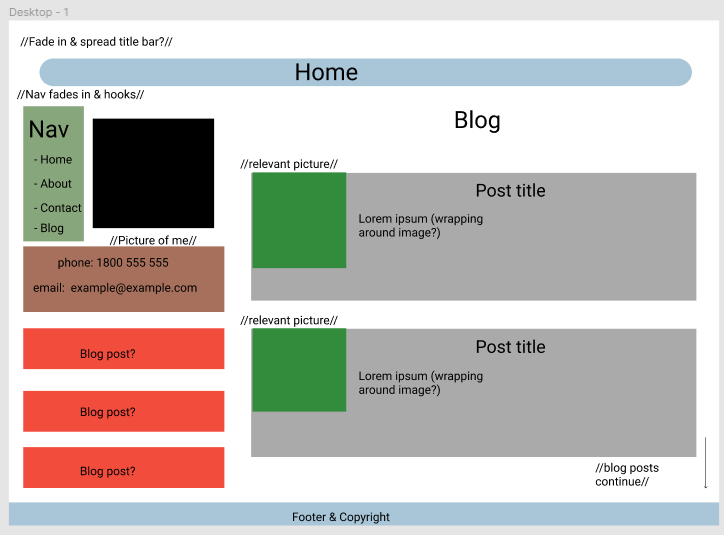 Desktop - 1
//Fade in & spread title bar?//
Home
//Nav fades in & hooks//
Nav
- Home
- About
- Contact
- Blog
//Picture of me//
phone: 1800 555 555
email:  example@example.com
Blog post?
Blog post?
Blog post?
Blog
//relevant picture//
Post title
Lorem ipsum (wrapping
around image?)
//relevant picture//
Post title
Lorem ipsum (wrapping
around image?)
//blog posts
continue//
Footer & Copyright